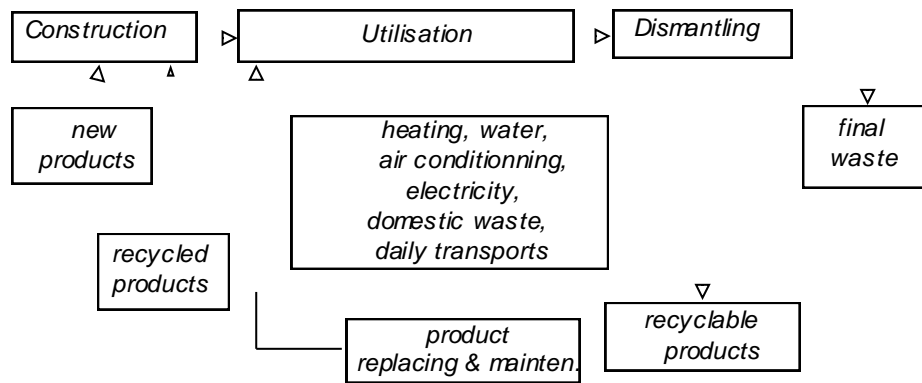 Construction
Utilisation
Dismantling
new
products
heating, water,
air conditionning,
electricity,
domestic waste,
daily transports
final
waste
recycled
products
product
replacing & mainten.
recyclable
products